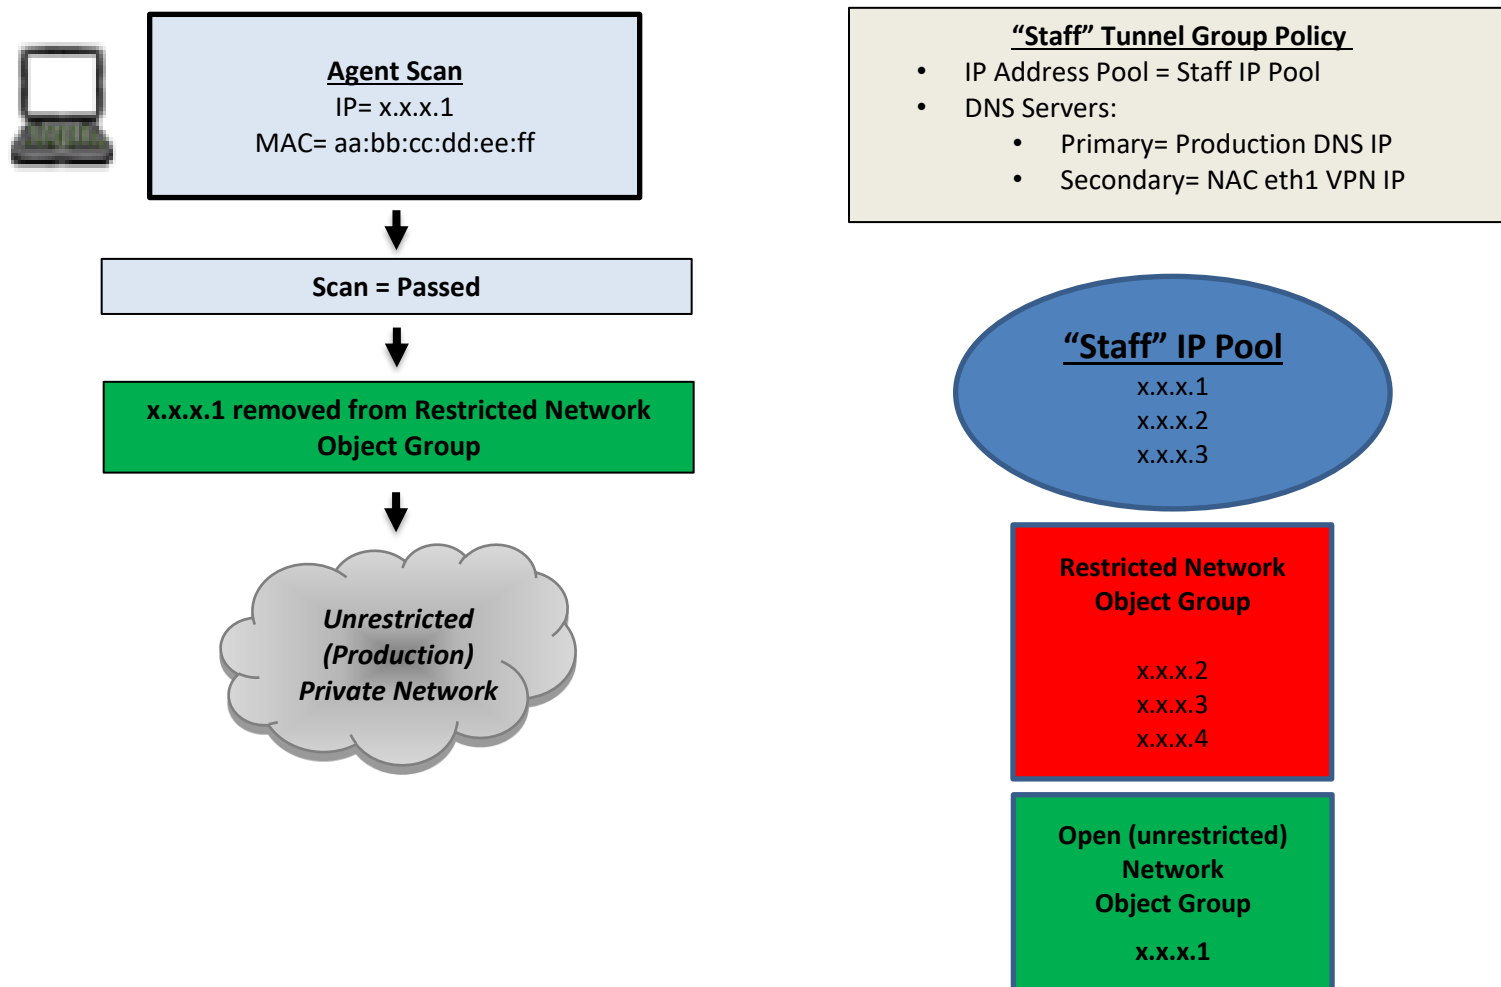 Agent Scan
IP= x.x.x.1
MAC= aa:bb:cc:dd:ee:ff
Scan = Passed
x.x.x.1 removed from Restricted Network
Object Group
Unrestricted
(Production)
Private Network
“Staff” Tunnel Group Policy
• IP Address Pool = Staff IP Pool
• DNS Servers:
• Primary= Production DNS IP
• Secondary= NAC eth1 VPN IP
“Staff” IP Pool
x.x.x.1
x.x.x.2
x.x.x.3
Restricted Network
Object Group
x.x.x.2
x.x.x.3
x.x.x.4
Open (unrestricted)
Network
Object Group
x.x.x.1